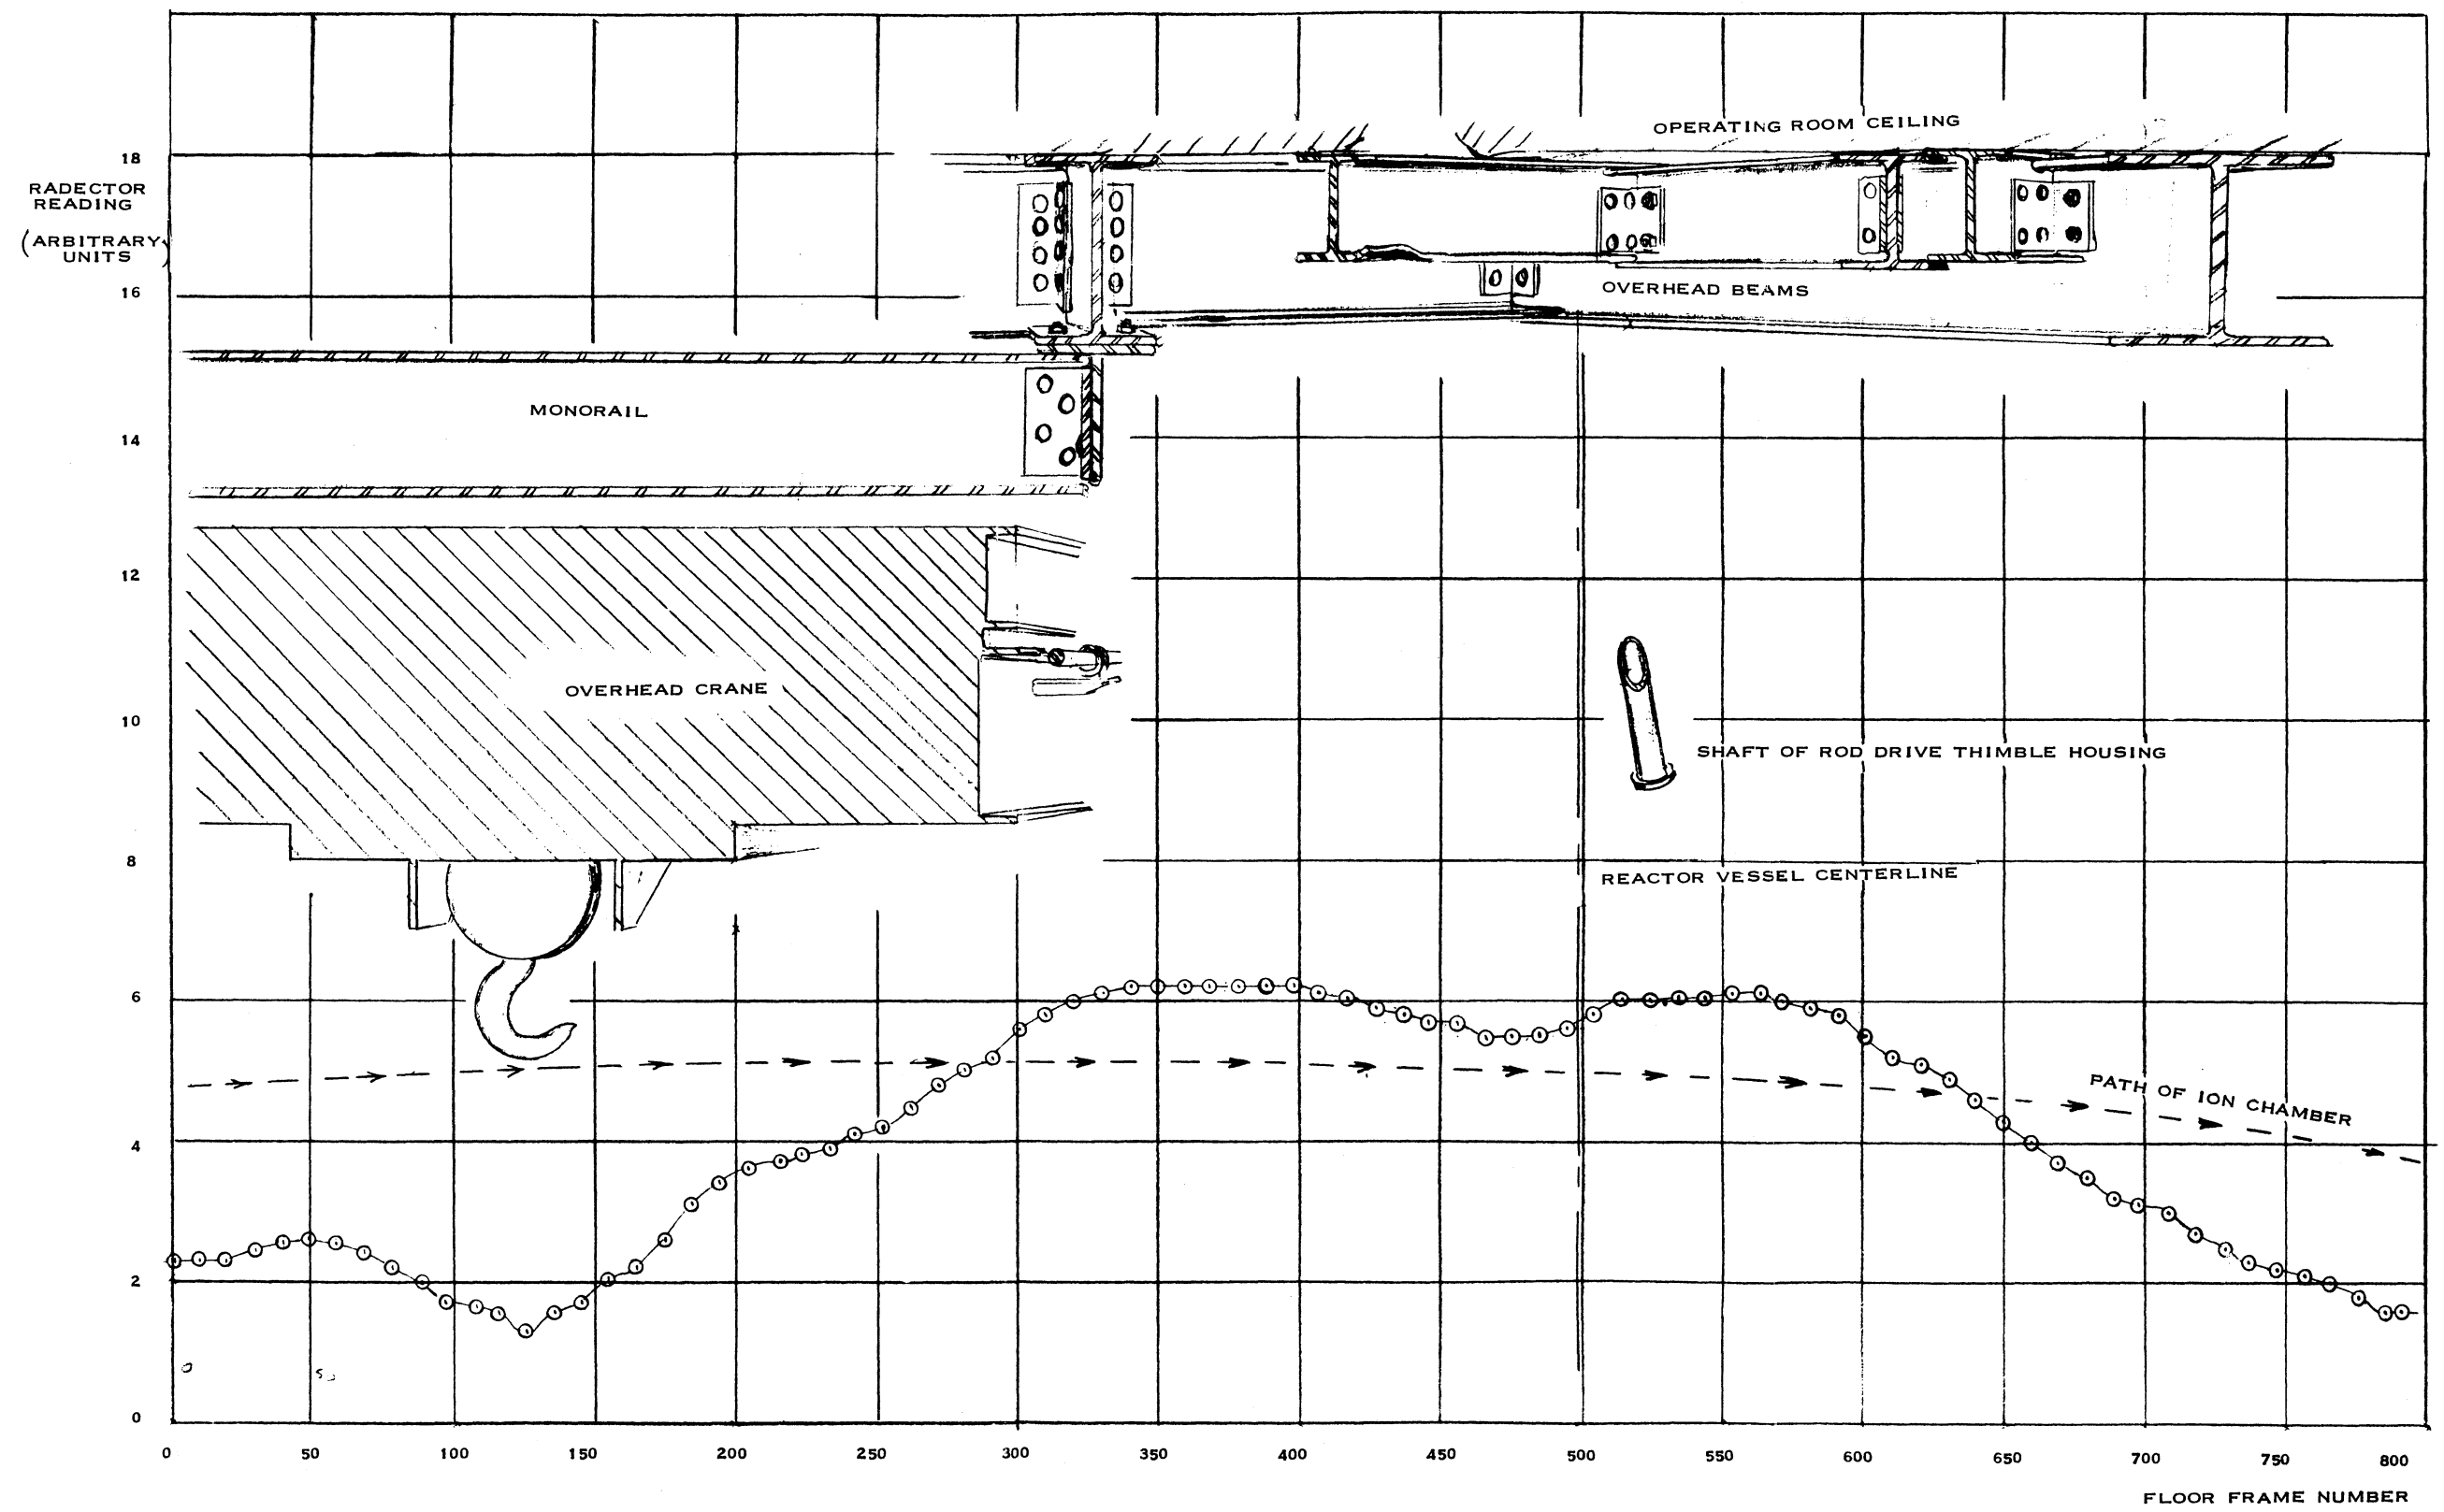 OPERATING ROOM CEILING
18
RADECTOR
READING
(ARBITRARY
UNITS)
16
OVERHEAD BEAMS
MONORAIL
14
12
OVERHEAD CRANE
10
SHAFT OF ROD DRIVE THIMBLE HOUSING
8
REACTOR VESSEL CENTERLINE
6
PATH OF ION CHAMBER
4
2
0
0 50 100 150 200 250 300 350 400 450 500 550 600 650 700 750 800
FLOOR FRAME NUMBER